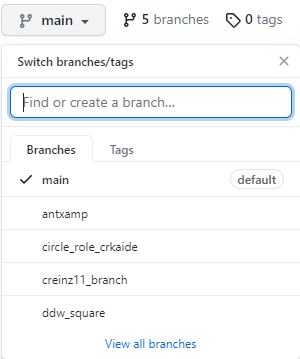 main 5 branches 0 tags
Switch branches/tags
Find or create a branch...
Branches Tags
main default
antxamp
circle_role_crkaide
creinz11_branch
ddw_square
View all branches